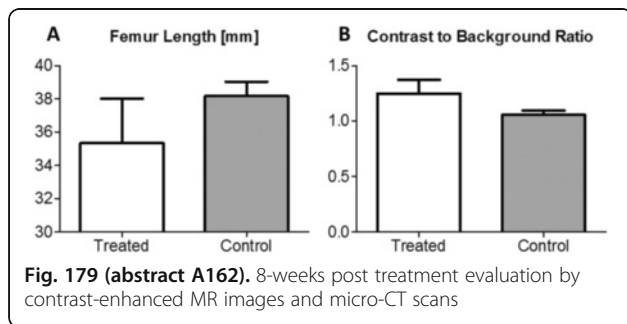 A Femur Length [mm]
40
38
36
34
32
30
Treated Control
B Contrast to Background Ratio
1.5
1.0
0.5
0.0
Treated Control
Fig. 179 (abstract A162). 8-weeks post treatment evaluation by
contrast-enhanced MR images and micro-CT scans